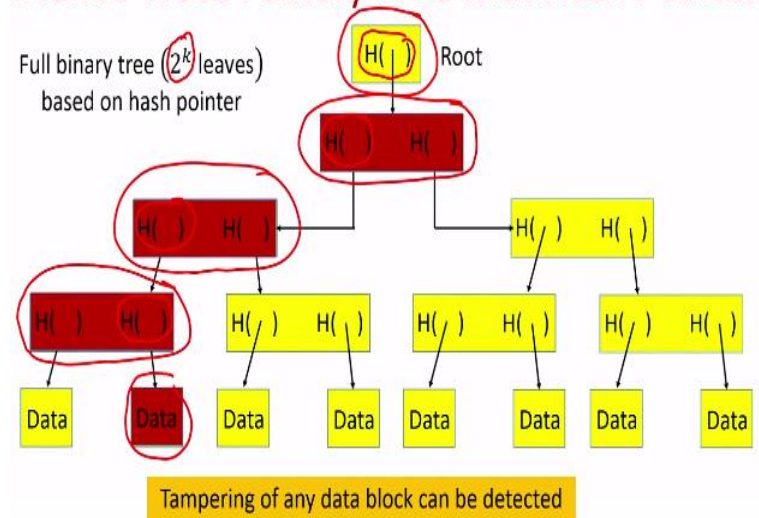 Full binary tree (2^k leaves)
based on hash pointer
H( ) Root
H( ) H( )
H( ) H( ) H( ) H( )
H( ) H( ) H( ) H( ) H( ) H( ) H( ) H( )
Data Data Data Data Data Data Data Data
Tampering of any data block can be detected